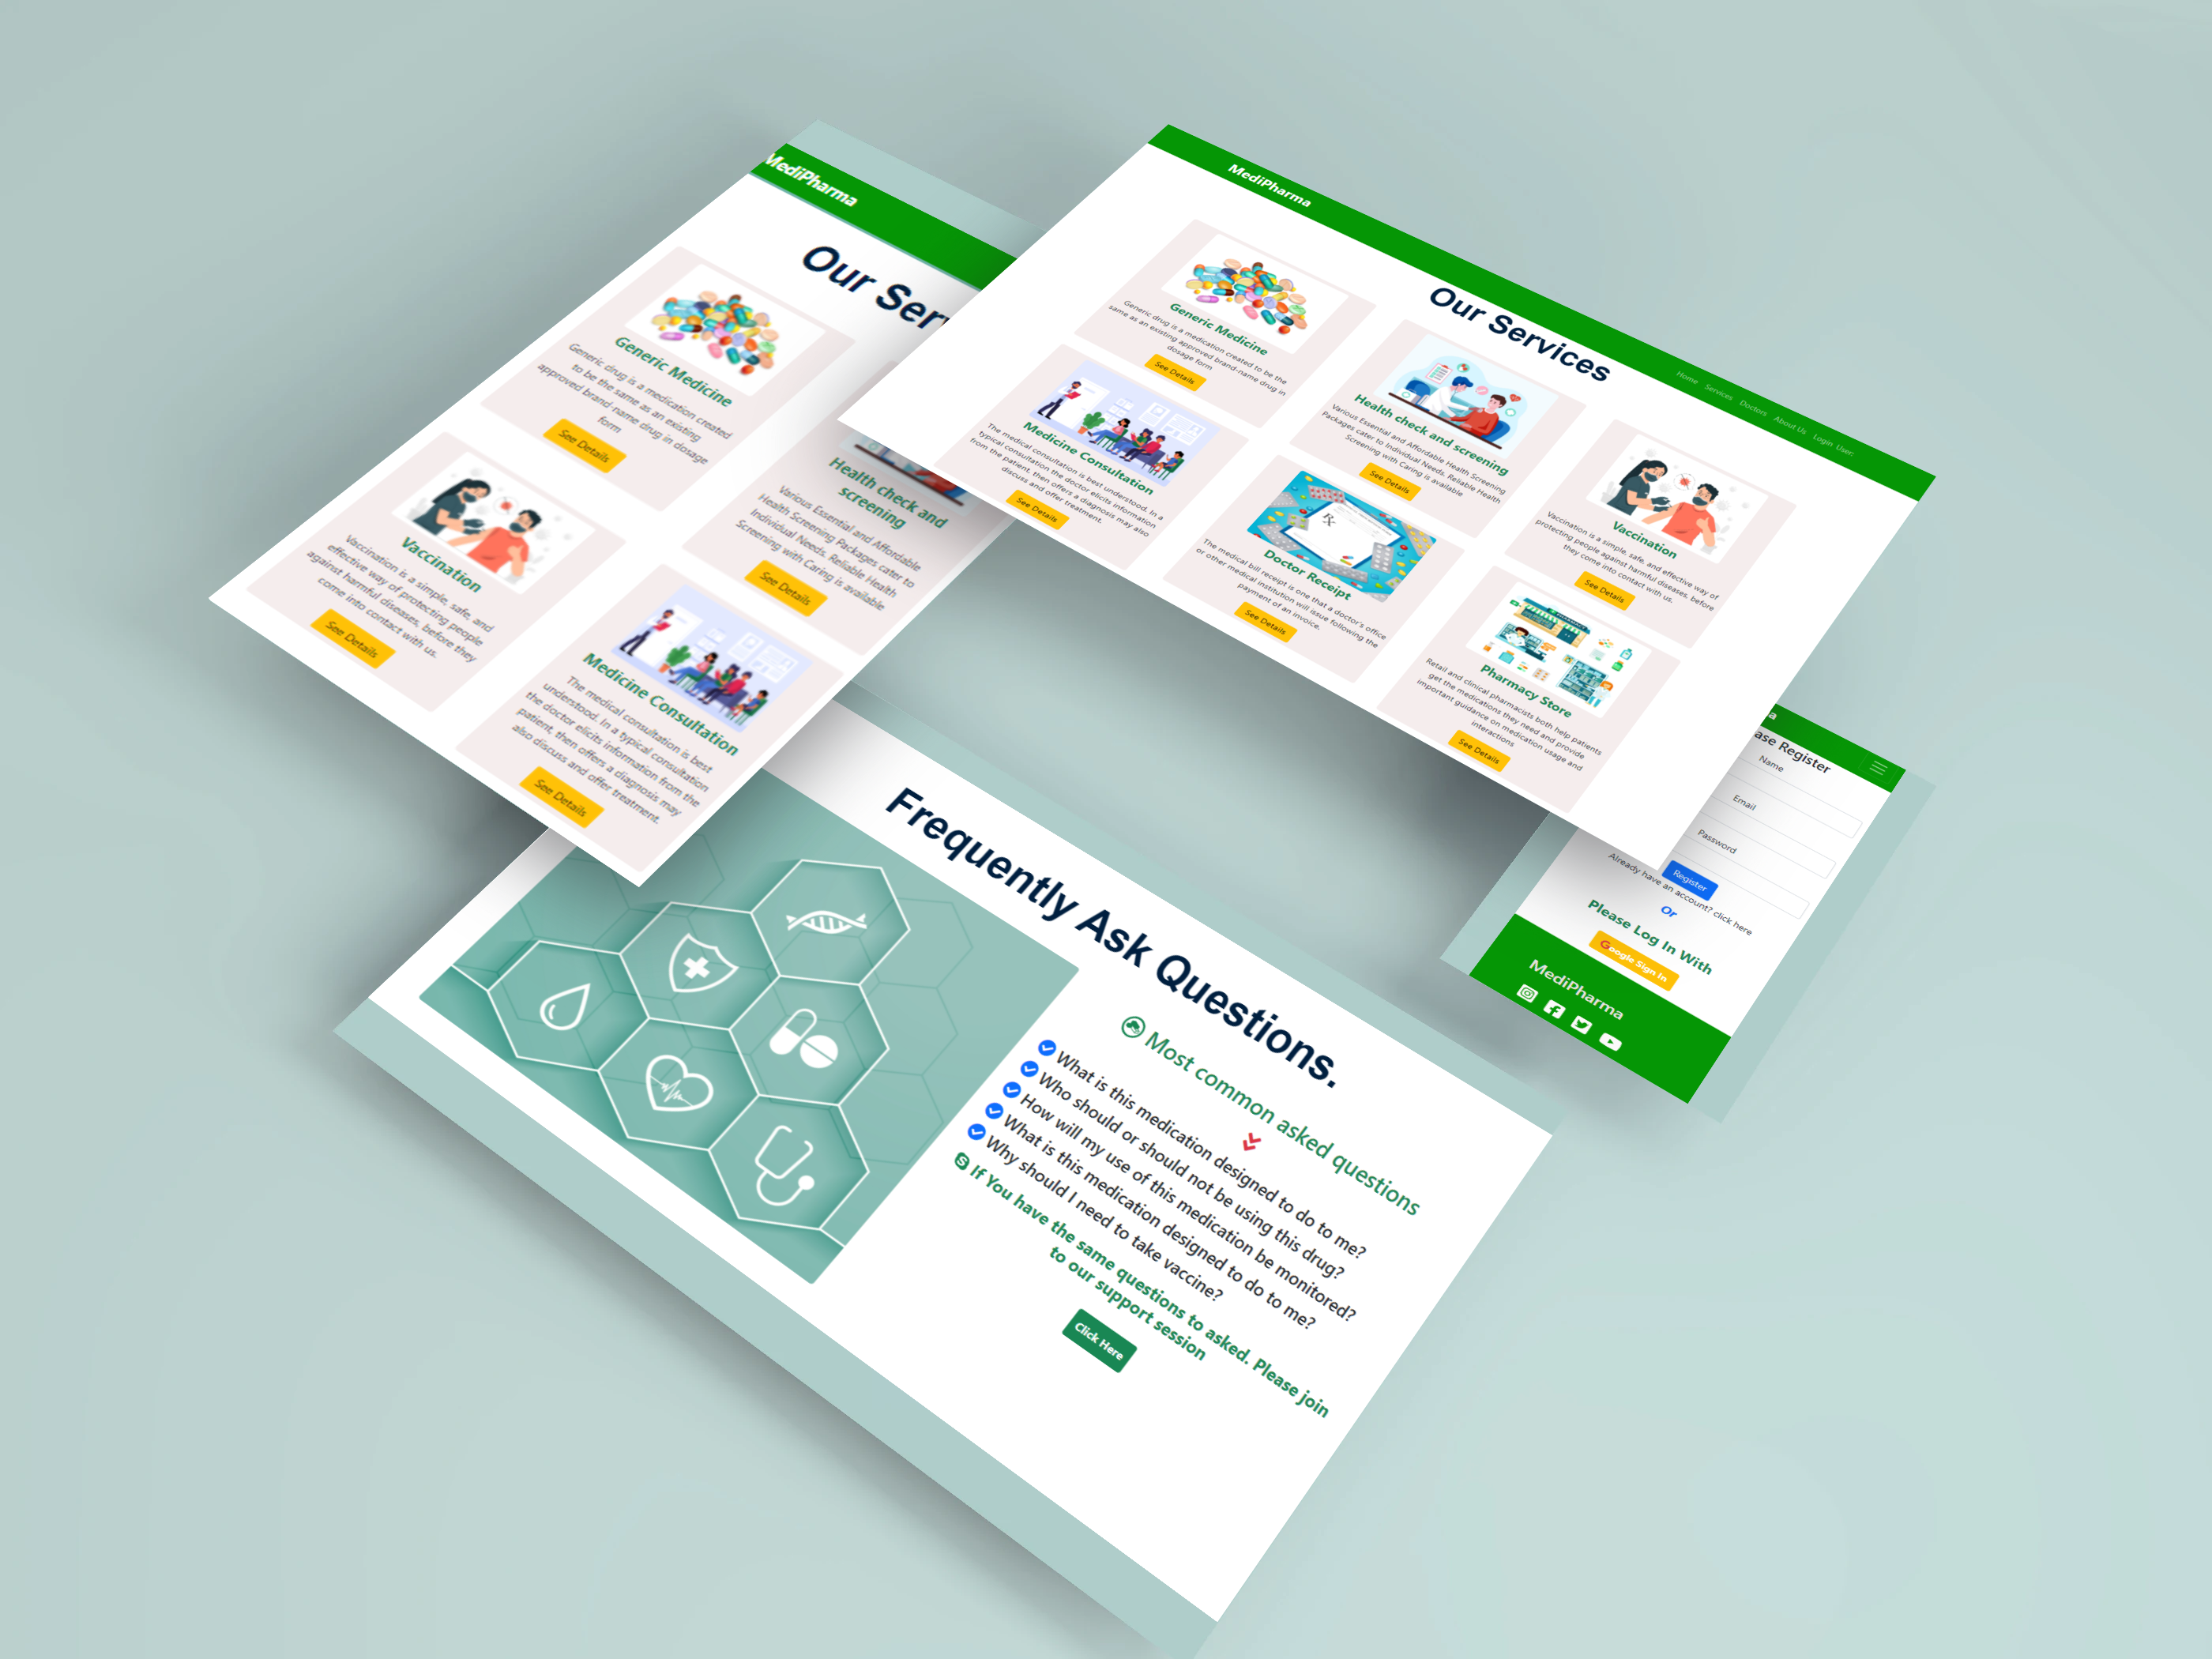 MediPharma
Our Serv
Generic Medicine
Generic drug is a medication created
to be the same as an existing
approved brand-name drug in dosage
form
See Details
Health check and
screening
Various Essential and Affordable
Health Screening Packages cater to
Individual Needs. Reliable Health
Screening with Caring is available
See Details
Vaccination
Vaccination is a simple, safe, and
effective way of protecting people
against harmful diseases, before they
come into contact with us.
See Details
Medicine Consultation
The medical consultation is best
understood. In a typical consultation
the doctor elicits information from the
patient, then offers a diagnosis may
also discuss and offer treatment.
See Details
MediPharma
Home Services Doctors About Us Login User
Our Services
Generic Medicine
Generic drug is a medication created to be the
same as an existing approved brand-name drug in
dosage form
See Details
Health check and screening
Various Essential and Affordable Health Screening
Packages cater to Individual Needs. Reliable Health
Screening with Caring is available
See Details
Vaccination
Vaccination is a simple, safe, and effective way of
protecting people against harmful diseases, before
they come into contact with us.
See Details
Medicine Consultation
The medical consultation is best understood. In a
typical consultation the doctor elicits information
from the patient, then offers a diagnosis may also
discuss and offer treatment.
See Details
Doctor Receipt
The medical bill receipt is one that a doctor's office
or other medical institution will issue following the
payment of an invoice.
See Details
Pharmacy Store
Retail and clinical pharmacists both help patients
get the medications they need and provide
important guidance on medication usage and
interactions
See Details
a
ase Register
Name
Email
Password
Register
Already have an account? click here
Or
Please Log In With
Google Sign In
MediPharma
Frequently Ask Questions.
Most common asked questions
What is this medication designed to do to me?
Who should or should not be using this drug?
How will my use of this medication be monitored?
What is this medication designed to do to me?
Why should I need to take vaccine?
If You have the same questions to asked. Please join
to our support session
Click Here